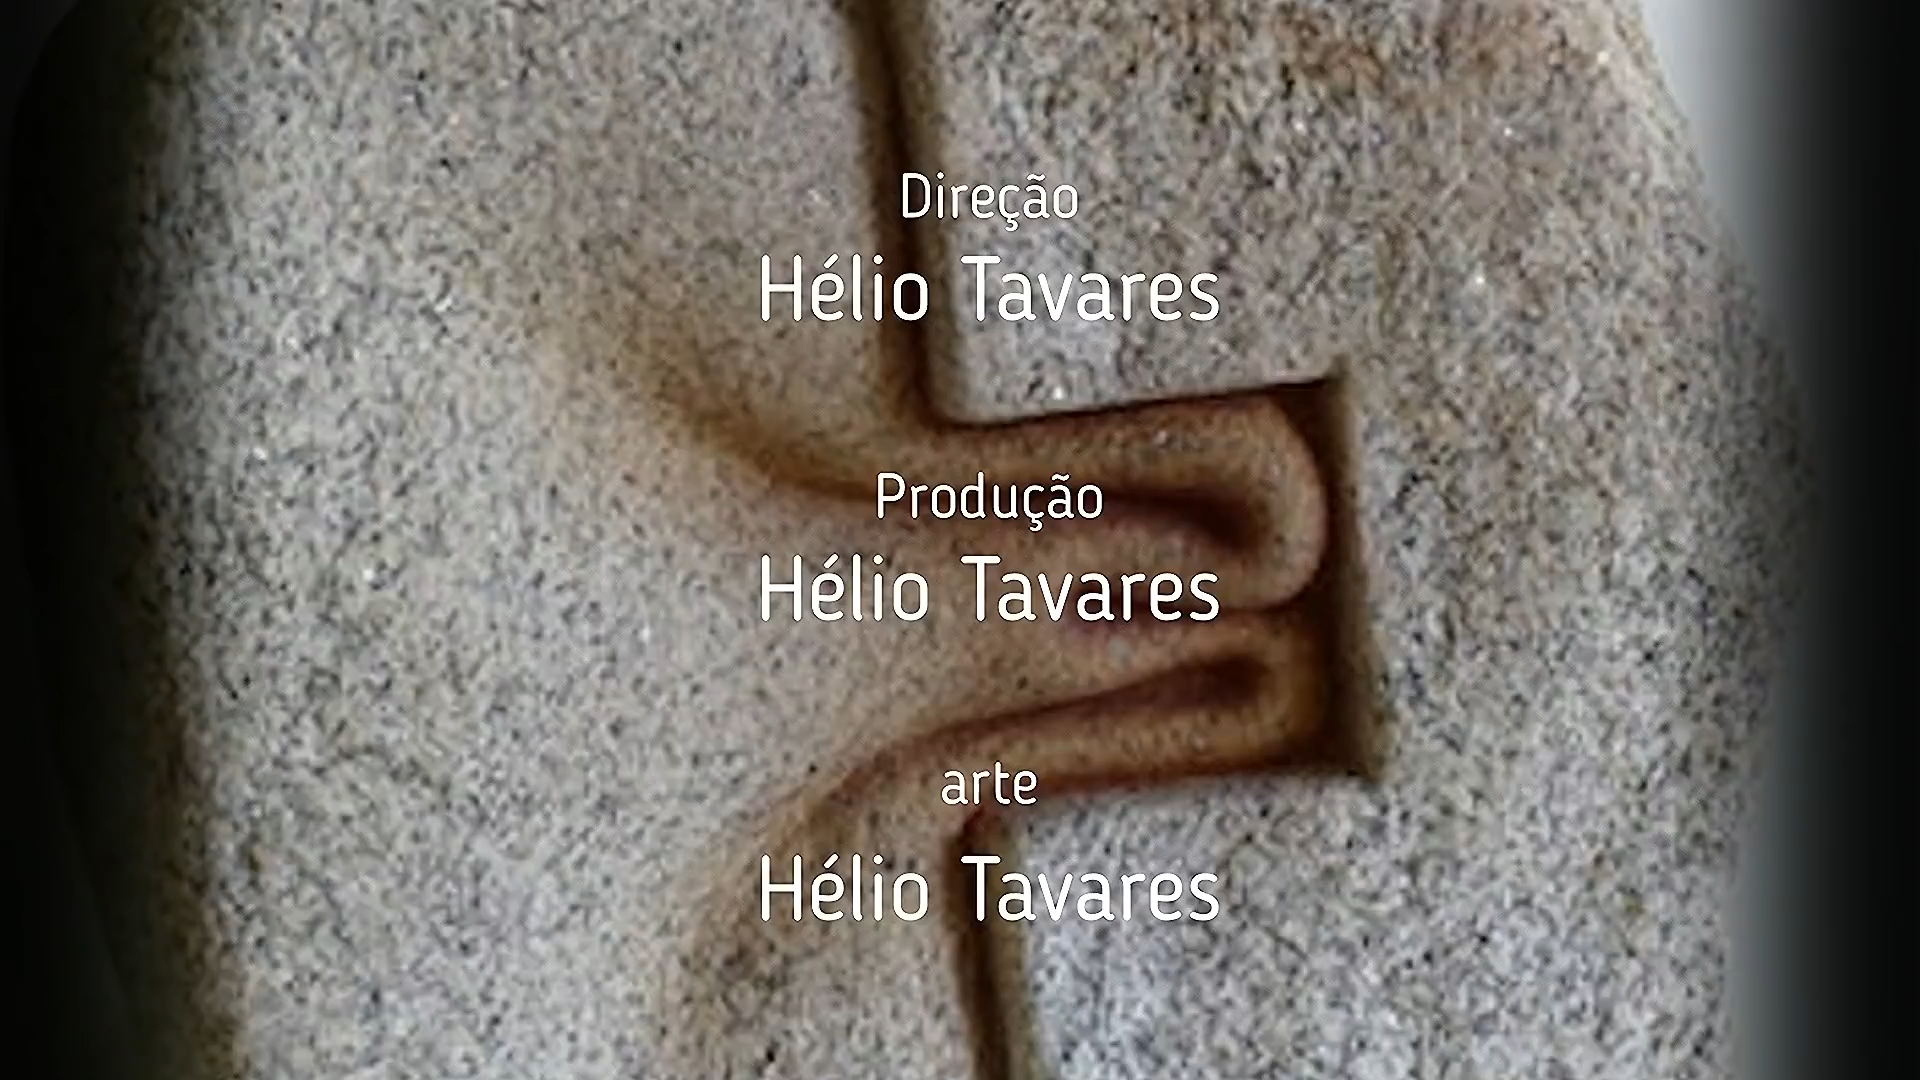 Direção
Hélio Tavares
Produção
Hélio Tavares
arte
Hélio Tavares